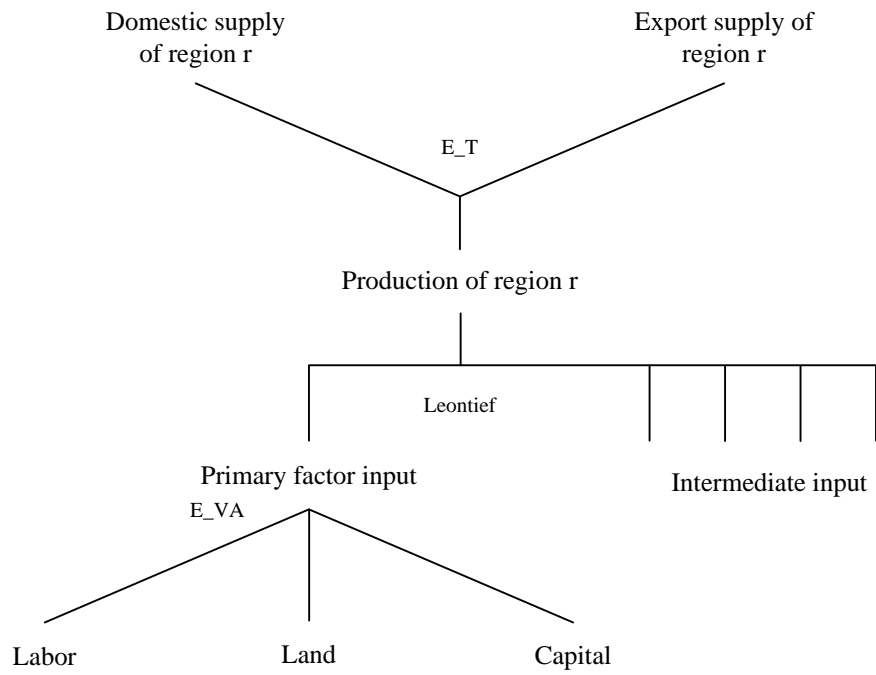 Domestic supply
of region r
Export supply of
region r
E_T
Production of region r
Leontief
Primary factor input
Intermediate input
E_VA
Labor
Land
Capital